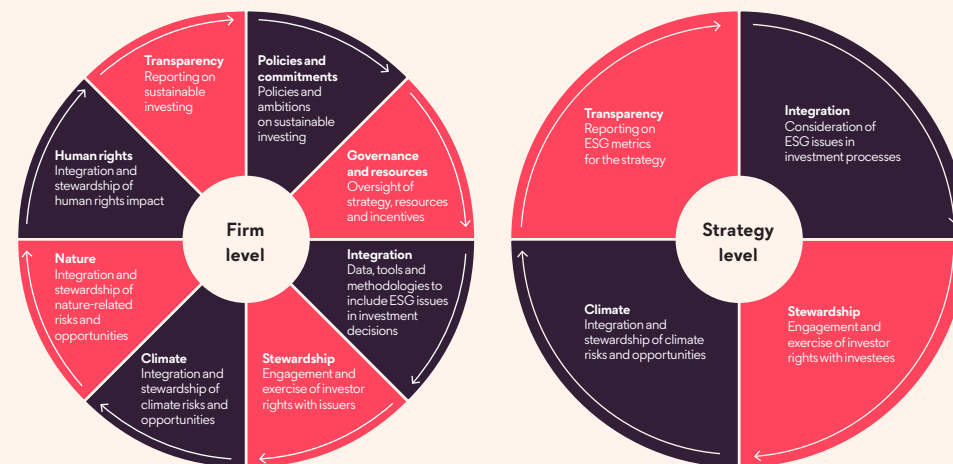 Transparency
Reporting on
sustainable
investing
Policies and
commitments
Policies and
ambitions
on sustainable
investing
Human rights
Integration and
stewardship of
human rights impact
Governance
and resources
Oversight of
strategy, resources
and incentives
Firm
level
Nature
Integration and
stewardship of
nature-related
risks and
opportunities
Integration
Data, tools and
methodologies to
include ESG issues
in investment
decisions
Climate
Integration and
stewardship of
climate risks and
opportunities
Stewardship
Engagement and
exercise of investor
rights with issuers
Transparency
Reporting on
ESG metrics
for the strategy
Integration
Consideration of
ESG issues in
investment processes
Strategy
level
Climate
Integration and
stewardship of climate
risks and opportunities
Stewardship
Engagement and
exercise of investor
rights with investees